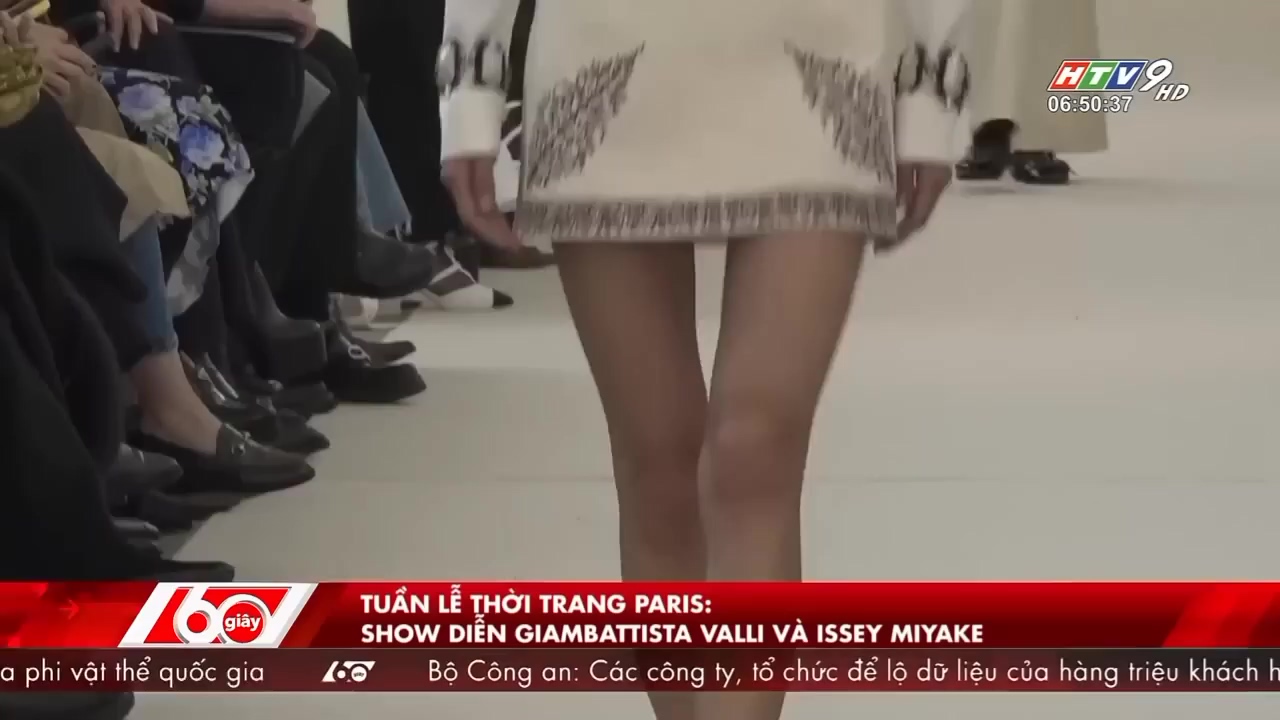 HTV9 HD
06:50:37
60 giây
TUẦN LỄ THỜI TRANG PARIS:
SHOW DIỄN GIAMBATTISTA VALLI VÀ ISSEY MIYAKE
a phi vật thể quốc gia 60 giây Bộ Công an: Các công ty, tổ chức để lộ dữ liệu của hàng triệu khách h